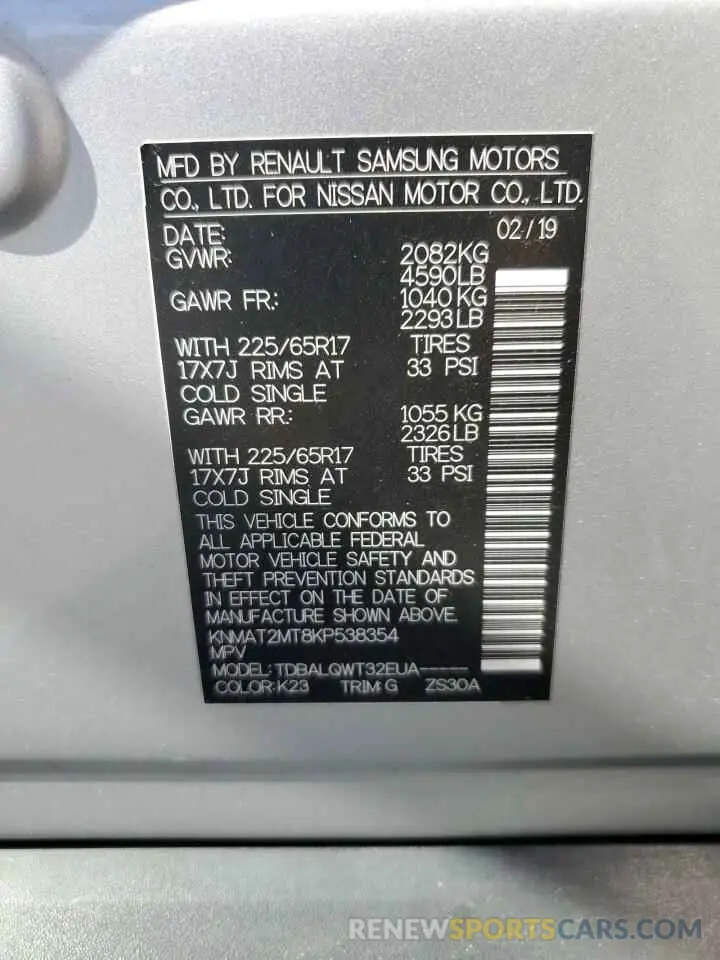 MFD BY RENAULT SAMSUNG MOTORS
CO., LTD. FOR NISSAN MOTOR CO., LTD.
DATE: 02/19
GVWR: 2082KG
4590LB
GAWR FR.: 1040 KG
2293 LB
WITH 225/65R17 TIRES
17X7J RIMS AT 33 PSI
COLD SINGLE
GAWR RR.: 1055 KG
2326 LB
WITH 225/65R17 TIRES
17X7J RIMS AT 33 PSI
COLD SINGLE
THIS VEHICLE CONFORMS TO
ALL APPLICABLE FEDERAL
MOTOR VEHICLE SAFETY AND
THEFT PREVENTION STANDARDS
IN EFFECT ON THE DATE OF
MANUFACTURE SHOWN ABOVE.
KNMAT2MT8KP538354
MPV
MODEL: TDBALQWT32EUA-----
COLOR: K23 TRIM: G ZS30A
RENEWSPORTSCARS.COM